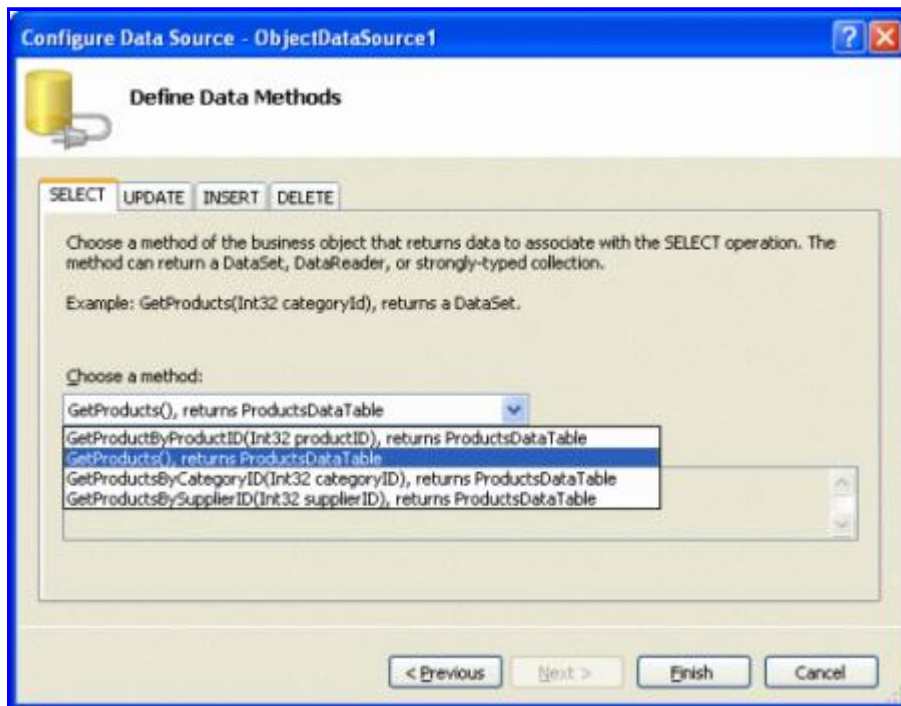 Configure Data Source - ObjectDataSource1
Define Data Methods
SELECT UPDATE INSERT DELETE
Choose a method of the business object that returns data to associate with the SELECT operation. The
method can return a DataSet, DataReader, or strongly-typed collection.
Example: GetProducts(Int32 categoryId), returns a DataSet.
Choose a method:
GetProducts(), returns ProductsDataTable
GetProductByProductID(Int32 productID), returns ProductsDataTable
GetProducts(), returns ProductsDataTable
GetProductsByCategoryID(Int32 categoryID), returns ProductsDataTable
GetProductsBySupplierID(Int32 supplierID), returns ProductsDataTable
< Previous Next > Finish Cancel